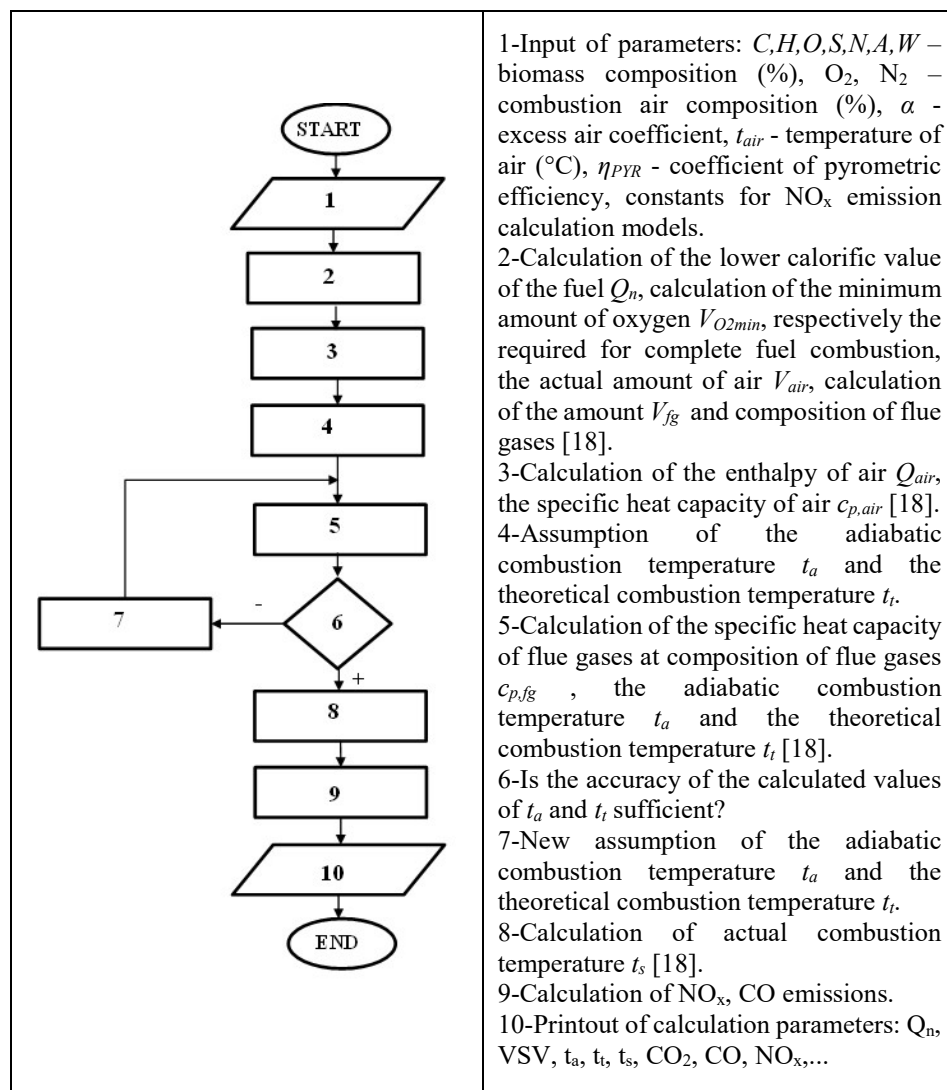 START
1
2
3
4
5
6
-
7
+
8
9
10
END
1-Input of parameters: C,H,O,S,N,A,W –
biomass composition (%), O₂, N₂ –
combustion air composition (%), α -
excess air coefficient, tair - temperature of
air (°C), ηPYR - coefficient of pyrometric
efficiency, constants for NOₓ emission
calculation models.
2-Calculation of the lower calorific value
of the fuel Qn, calculation of the minimum
amount of oxygen VO2min, respectively the
required for complete fuel combustion,
the actual amount of air Vair, calculation
of the amount Vfg and composition of flue
gases [18].
3-Calculation of the enthalpy of air Qair,
the specific heat capacity of air cp,air [18].
4-Assumption of the adiabatic
combustion temperature ta and the
theoretical combustion temperature tt.
5-Calculation of the specific heat capacity
of flue gases at composition of flue gases
cp,fg , the adiabatic combustion
temperature ta and the theoretical
combustion temperature tt [18].
6-Is the accuracy of the calculated values
of ta and tt sufficient?
7-New assumption of the adiabatic
combustion temperature ta and the
theoretical combustion temperature tt.
8-Calculation of actual combustion
temperature ts [18].
9-Calculation of NOₓ, CO emissions.
10-Printout of calculation parameters: Qn,
VSV, ta, tt, ts, CO₂, CO, NOₓ,...